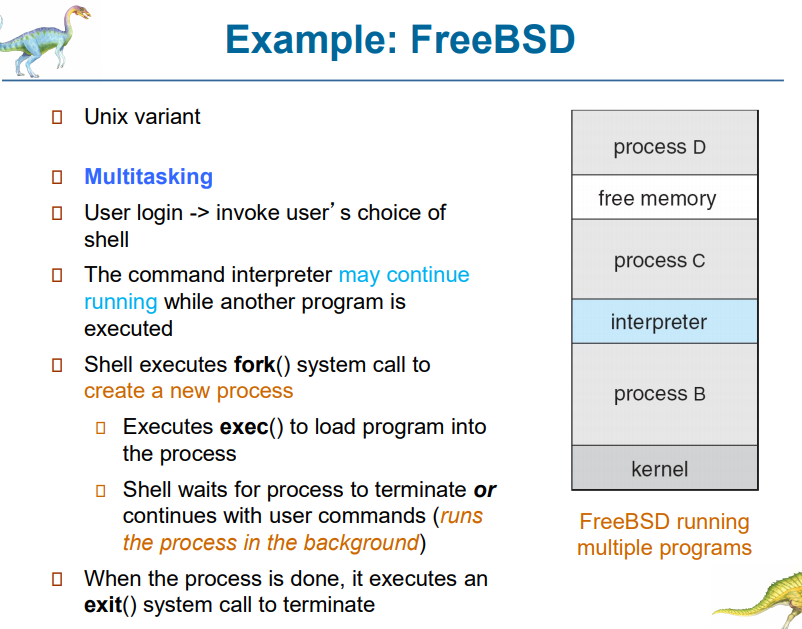 Example: FreeBSD
Unix variant
Multitasking
User login -> invoke user’s choice of
shell
The command interpreter may continue
running while another program is
executed
Shell executes fork() system call to
create a new process
Executes exec() to load program into
the process
Shell waits for process to terminate or
continues with user commands (runs
the process in the background)
When the process is done, it executes an
exit() system call to terminate
process D
free memory
process C
interpreter
process B
kernel
FreeBSD running
multiple programs